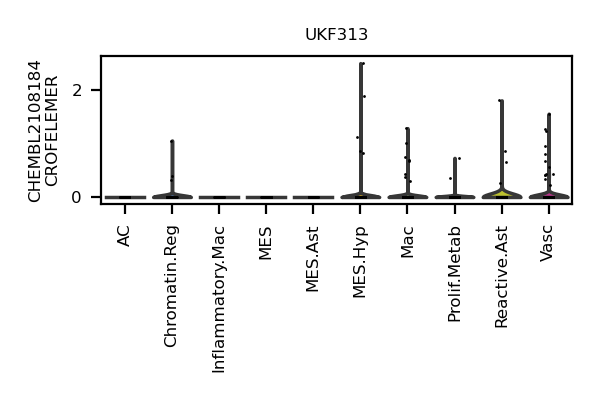 UKF313
CHEMBL2108184
CROFELEMER
2
0
AC
Chromatin.Reg
Inflammatory.Mac
MES
MES.Ast
MES.Hyp
Mac
Prolif.Metab
Reactive.Ast
Vasc